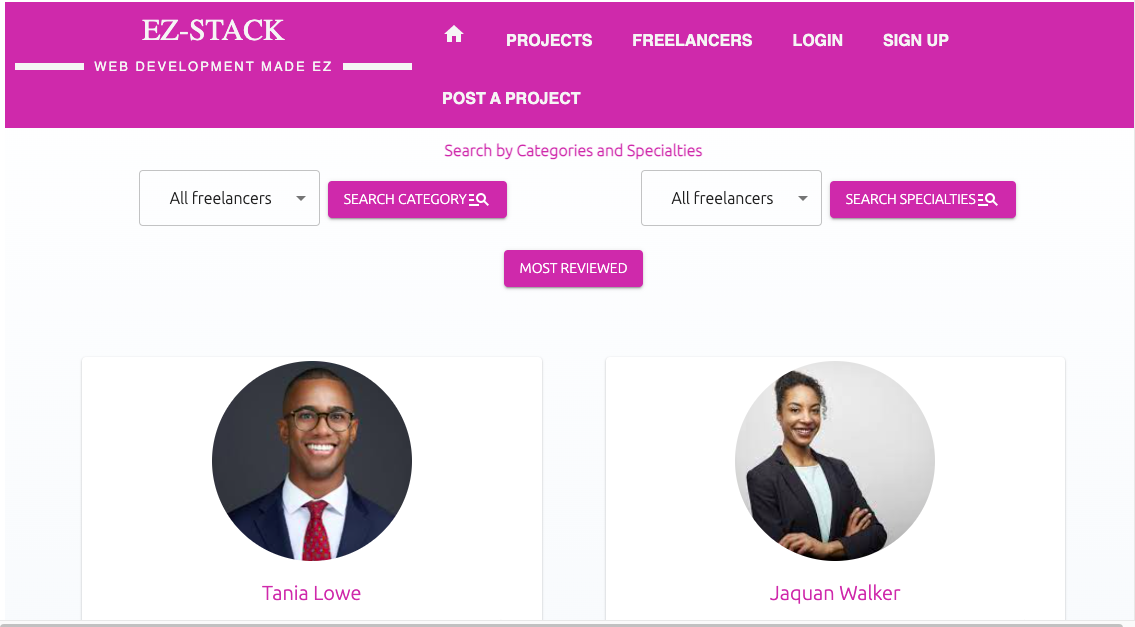 EZ-STACK
WEB DEVELOPMENT MADE EZ
PROJECTS
FREELANCERS
LOGIN
SIGN UP
POST A PROJECT
Search by Categories and Specialties
All freelancers
SEARCH CATEGORY
All freelancers
SEARCH SPECIALTIES
MOST REVIEWED
Tania Lowe
Jaquan Walker